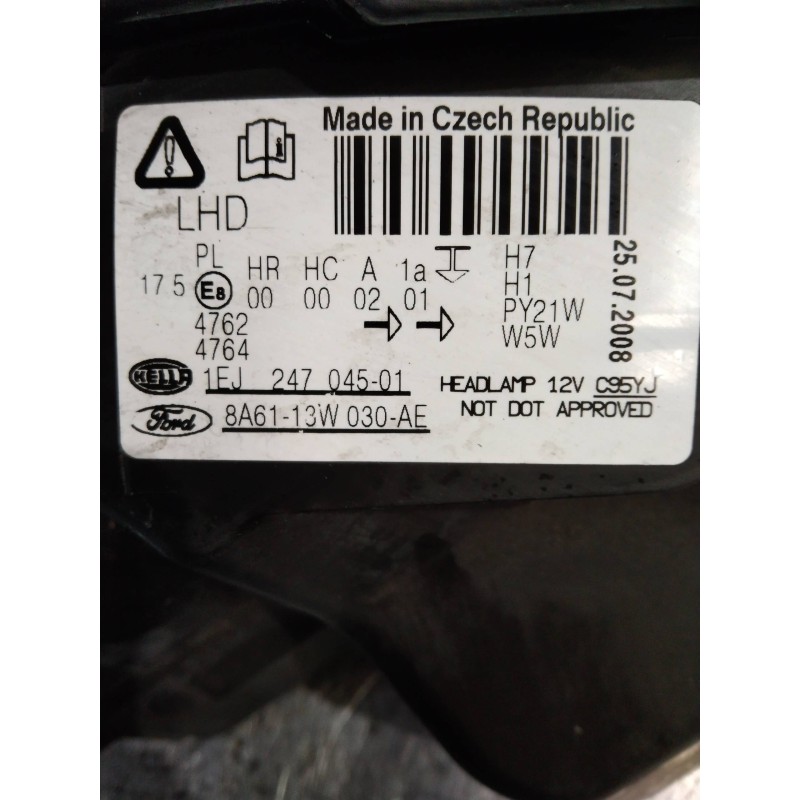 Made in Czech Republic
LHD
PL HR HC A 1a H7
17.5 E8 00 00 02 01 H1
4762 PY21W
4764 W5W
25.07.2008
HELLA 1EJ 247 045-01 HEADLAMP 12V C95YJ
Ford 8A61-13W 030-AE NOT DOT APPROVED